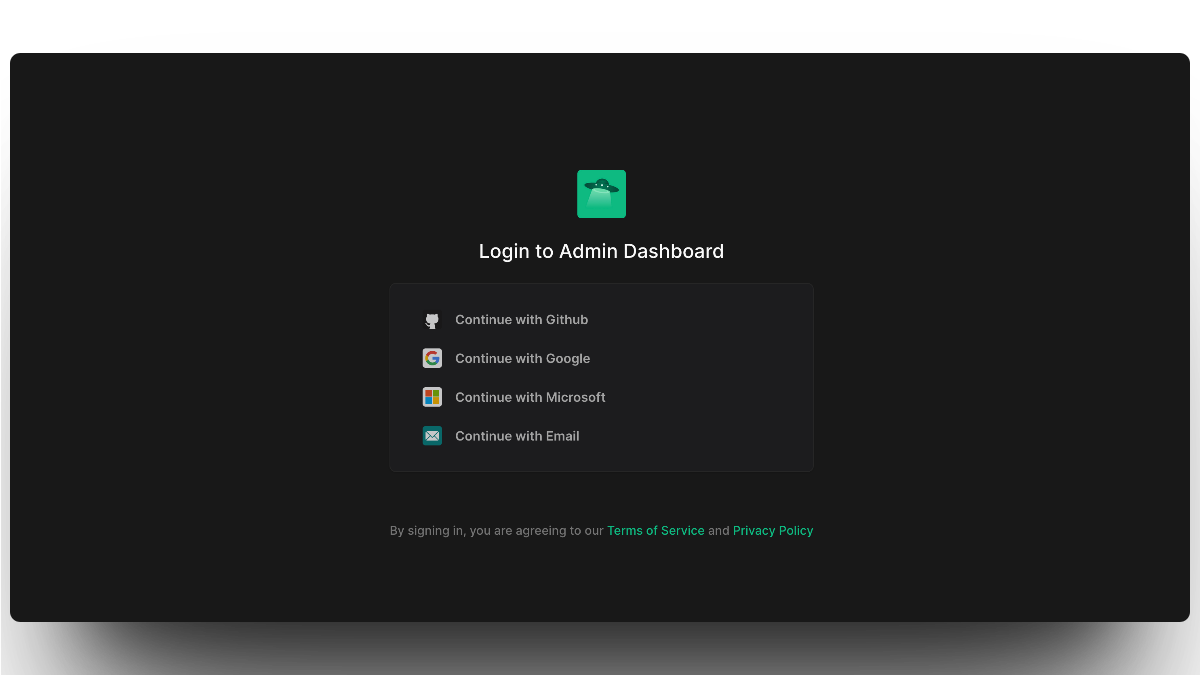 Login to Admin Dashboard
Continue with Github
Continue with Google
Continue with Microsoft
Continue with Email
By signing in, you are agreeing to our Terms of Service and Privacy Policy